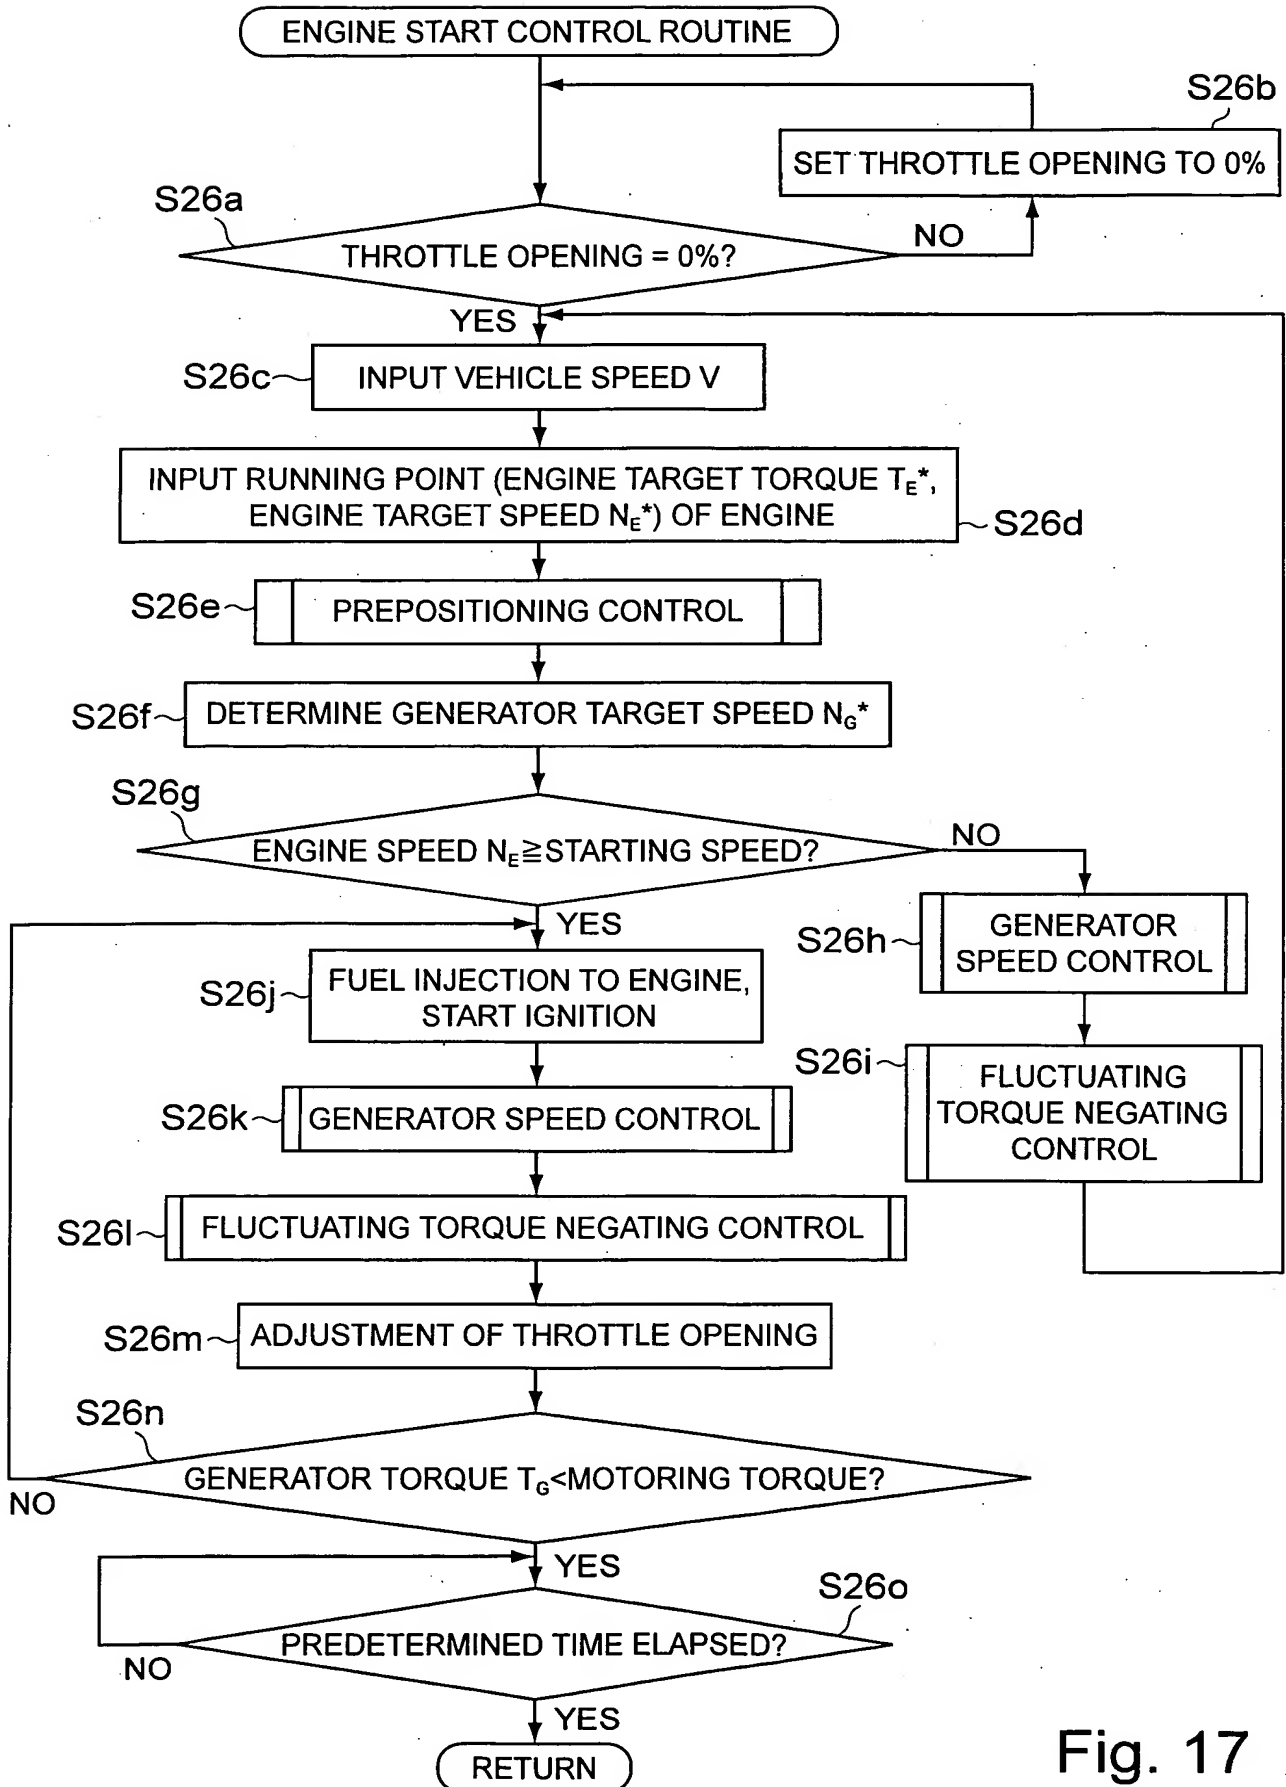 ENGINE START CONTROL ROUTINE
S26b
SET THROTTLE OPENING TO 0%
S26a
THROTTLE OPENING = 0%?
NO
YES
S26c
INPUT VEHICLE SPEED V
INPUT RUNNING POINT (ENGINE TARGET TORQUE TE*,
ENGINE TARGET SPEED NE*) OF ENGINE
S26d
S26e
PREPOSITIONING CONTROL
S26f
DETERMINE GENERATOR TARGET SPEED NG*
S26g
ENGINE SPEED NE≧STARTING SPEED?
NO
YES
S26h
GENERATOR
SPEED CONTROL
S26j
FUEL INJECTION TO ENGINE,
START IGNITION
S26i
FLUCTUATING
TORQUE NEGATING
CONTROL
S26k
GENERATOR SPEED CONTROL
S26l
FLUCTUATING TORQUE NEGATING CONTROL
S26m
ADJUSTMENT OF THROTTLE OPENING
S26n
GENERATOR TORQUE TG<MOTORING TORQUE?
NO
YES
S26o
PREDETERMINED TIME ELAPSED?
NO
YES
RETURN
Fig. 17